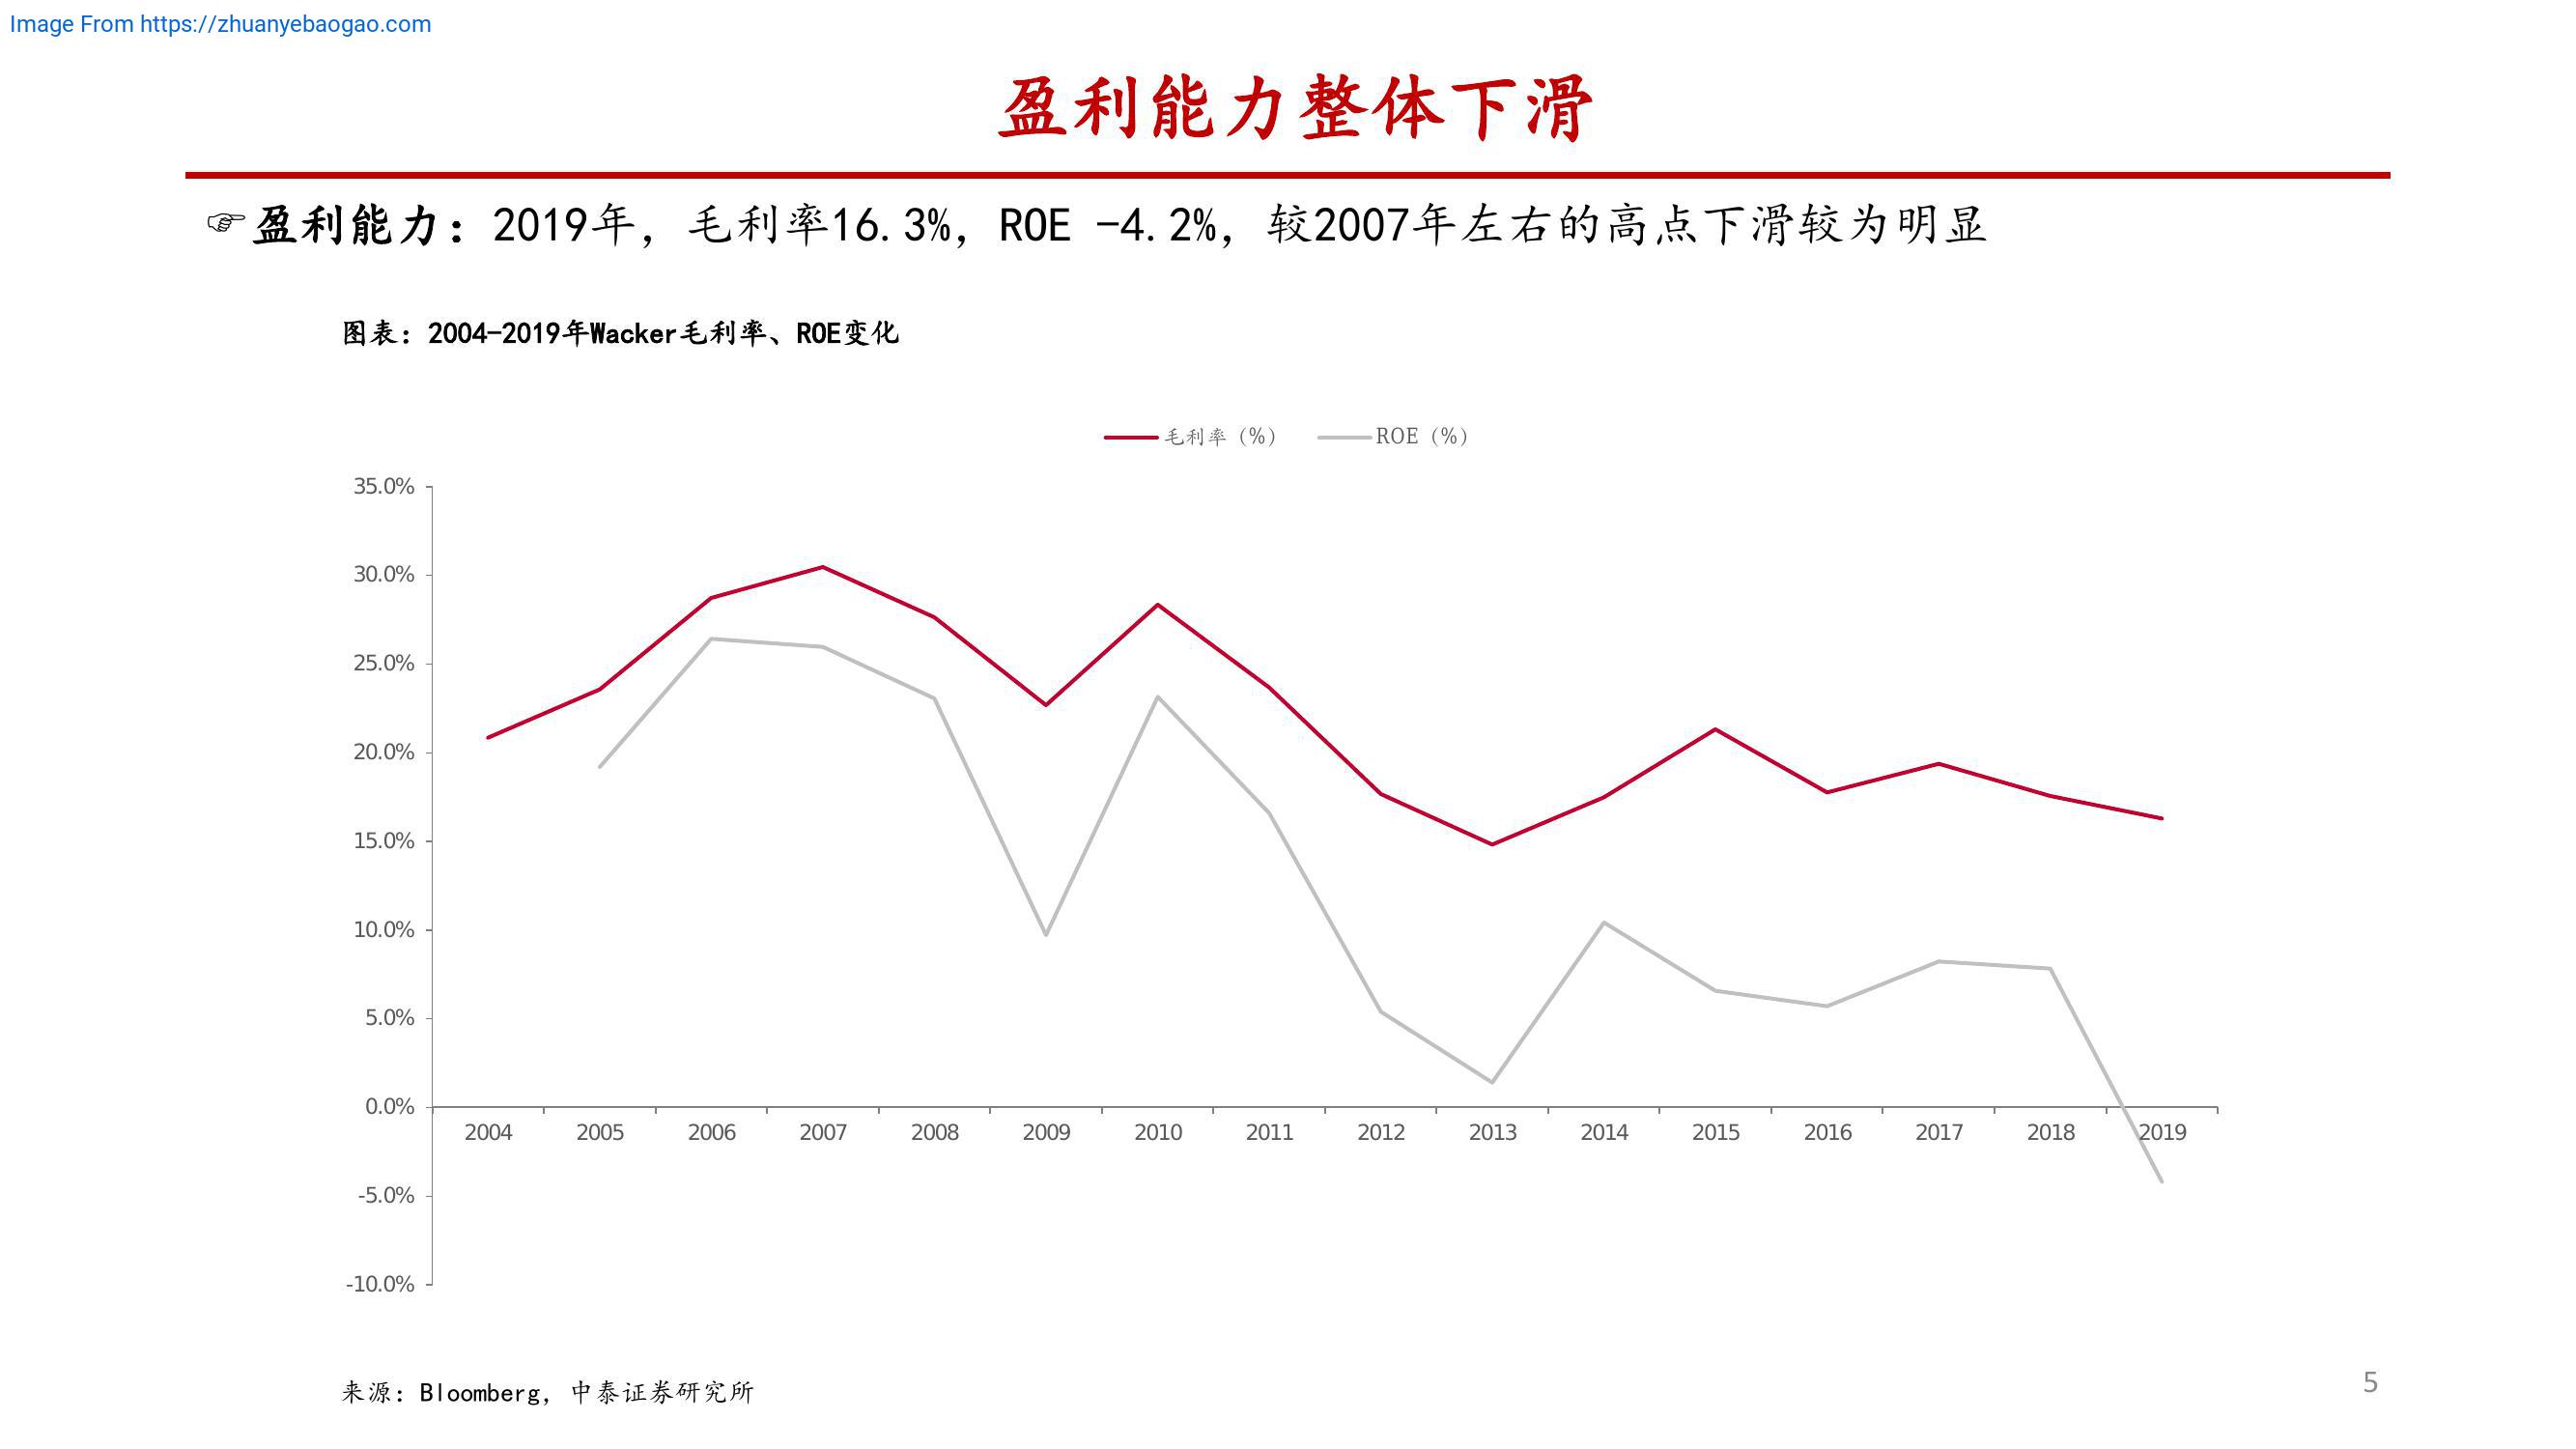 Image From https://zhuanyebaogao.com
盈利能力整体下滑
☞盈利能力：2019年，毛利率16.3%，ROE -4.2%，较2007年左右的高点下滑较为明显
图表：2004-2019年Wacker毛利率、ROE变化
毛利率（%） ROE（%）
35.0%
30.0%
25.0%
20.0%
15.0%
10.0%
5.0%
0.0%
2004 2005 2006 2007 2008 2009 2010 2011 2012 2013 2014 2015 2016 2017 2018 2019
-5.0%
-10.0%
来源：Bloomberg，中泰证券研究所
5